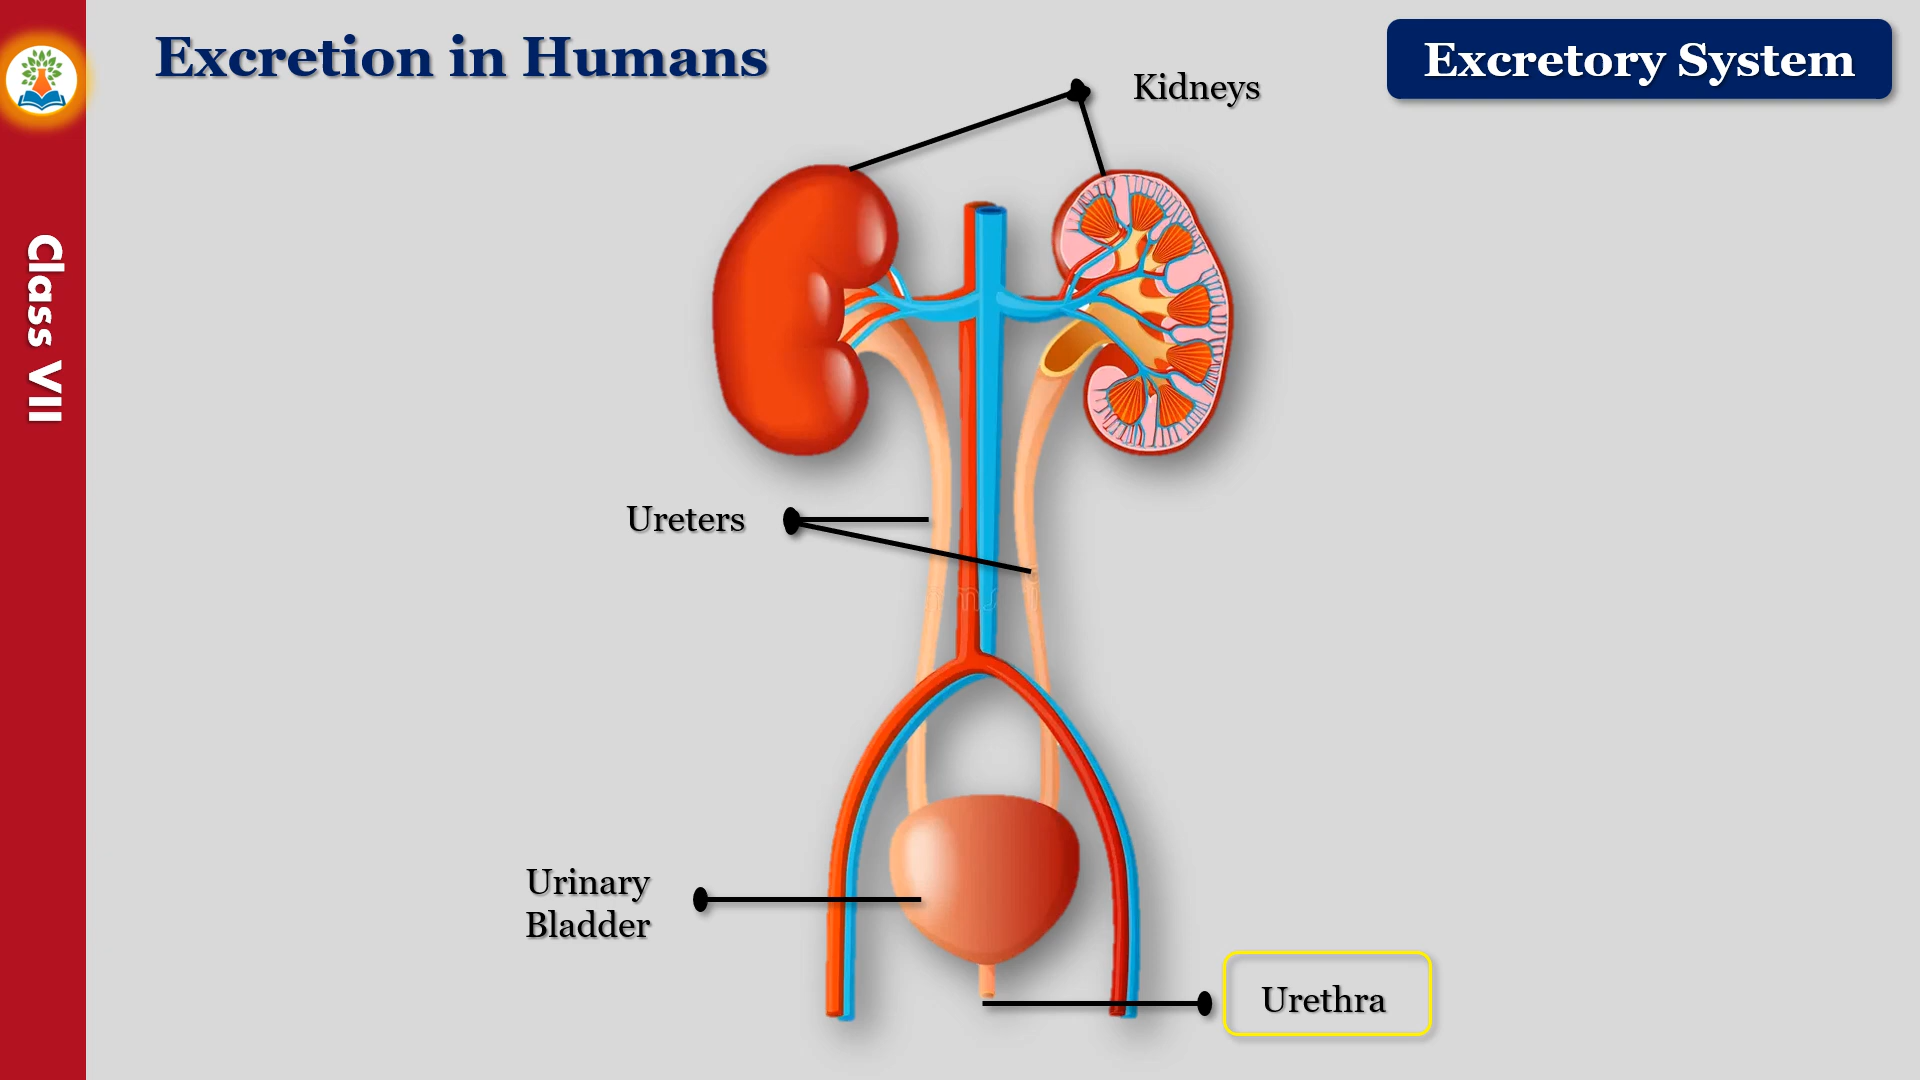 Excretion in Humans
Excretory System
Kidneys
Class VII
Ureters
Urinary
Bladder
Urethra